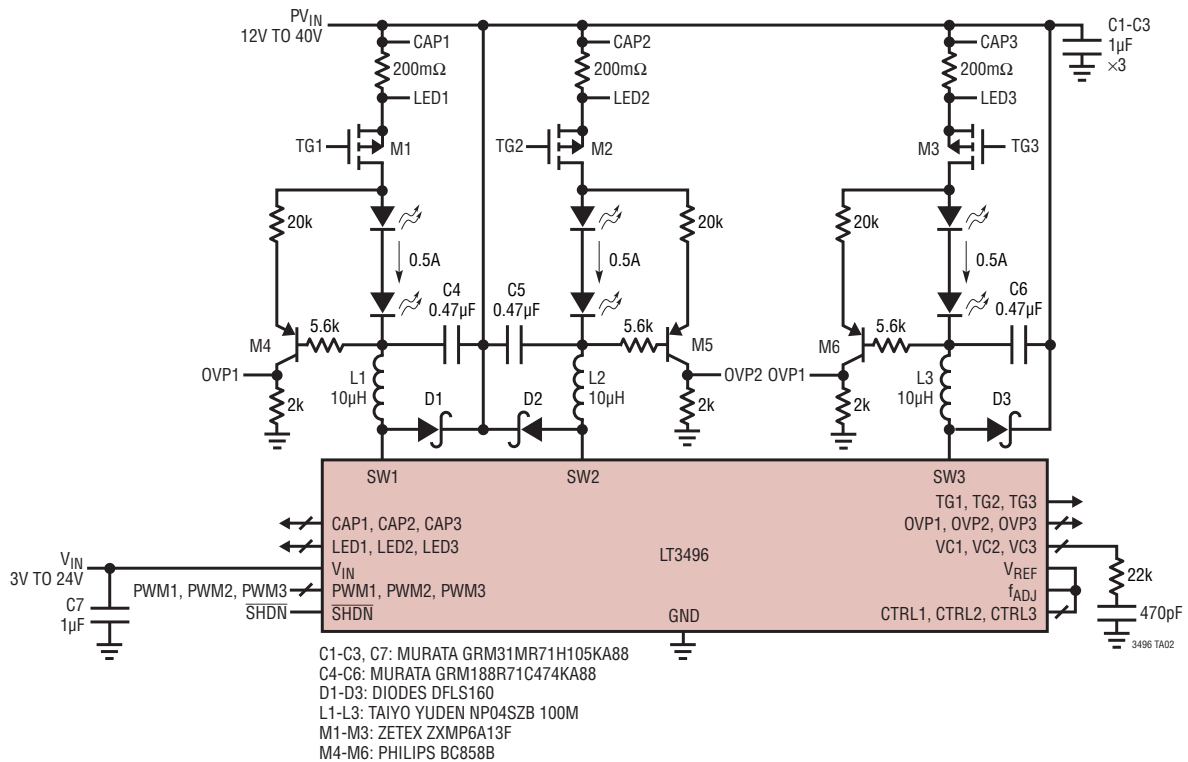 PVIN
12V TO 40V
C1-C3
1µF
×3
CAP1
CAP2
CAP3
200mΩ
200mΩ
200mΩ
LED1
LED2
LED3
TG1
M1
TG2
M2
M3
TG3
20k
20k
20k
0.5A
0.5A
0.5A
C4
0.47µF
C5
0.47µF
C6
0.47µF
M4
5.6k
5.6k
M5
M6
5.6k
OVP1
OVP2
OVP1
L1
10µH
L2
10µH
L3
10µH
D1
D2
D3
2k
2k
2k
SW1
SW2
SW3
TG1, TG2, TG3
CAP1, CAP2, CAP3
OVP1, OVP2, OVP3
LED1, LED2, LED3
LT3496
VC1, VC2, VC3
VIN
3V TO 24V
VIN
VREF
22k
PWM1, PWM2, PWM3
PWM1, PWM2, PWM3
fADJ
C7
1µF
SHDN
SHDN
GND
CTRL1, CTRL2, CTRL3
470pF
3496 TA02
C1-C3, C7: MURATA GRM31MR71H105KA88
C4-C6: MURATA GRM188R71C474KA88
D1-D3: DIODES DFLS160
L1-L3: TAIYO YUDEN NP04SZB 100M
M1-M3: ZETEX ZXMP6A13F
M4-M6: PHILIPS BC858B